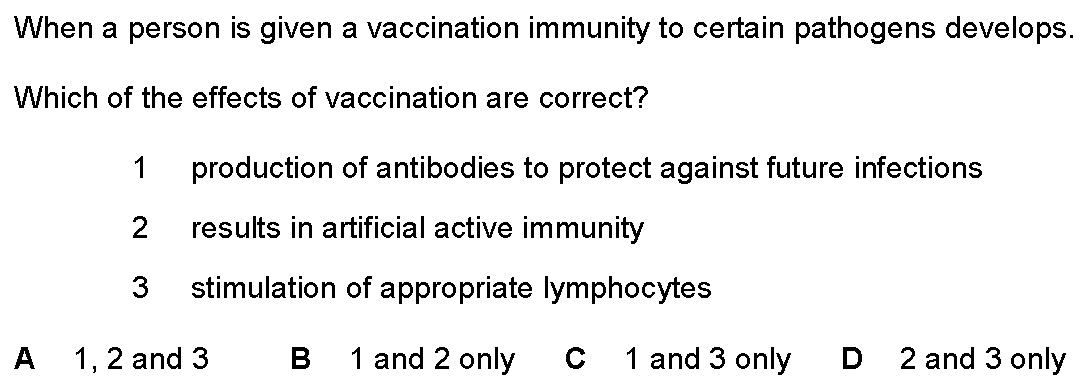 When a person is given a vaccination immunity to certain pathogens develops.
Which of the effects of vaccination are correct?
1 production of antibodies to protect against future infections
2 results in artificial active immunity
3 stimulation of appropriate lymphocytes
A 1, 2 and 3 B 1 and 2 only C 1 and 3 only D 2 and 3 only